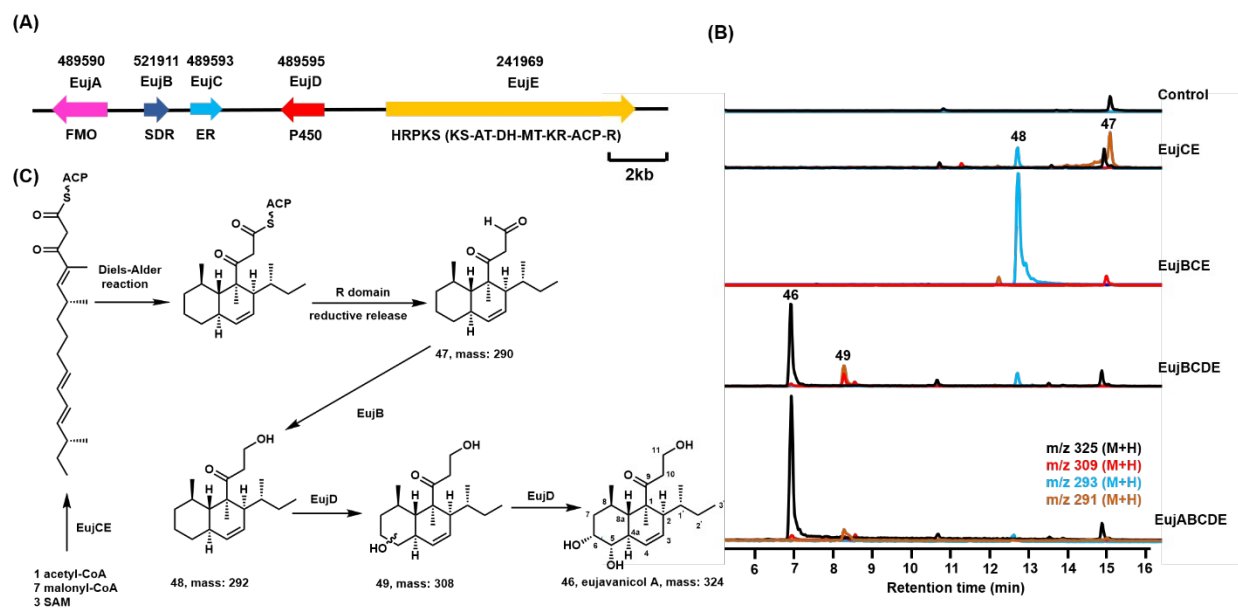 (A)
489590 521911 489593 489595 241969
EujA EujB EujC EujD EujE
FMO SDR ER P450 HRPKS (KS-AT-DH-MT-KR-ACP-R)
2kb
(C)
ACP
S
O
O
Diels-Alder
reaction
ACP
S
O
O
H
H
H
R domain
reductive release
H
O
O
H
H
H
47, mass: 290
EujB
EujCE
1 acetyl-CoA
7 malonyl-CoA
3 SAM
OH
O
H
H
H
48, mass: 292
EujD
OH
O
H
H
HO
H
49, mass: 308
EujD
OH
11
O
10
9
8
H
1
1'
3'
7
8a
H
2
2'
6
5
4a
3
4
HO
H
OH
46, eujavanicol A, mass: 324
(B)
Control
47
48
EujCE
EujBCE
46
49
EujBCDE
EujABCDE
m/z 325 (M+H)
m/z 309 (M+H)
m/z 293 (M+H)
m/z 291 (M+H)
6 7 8 9 10 11 12 13 14 15 16
Retention time (min)